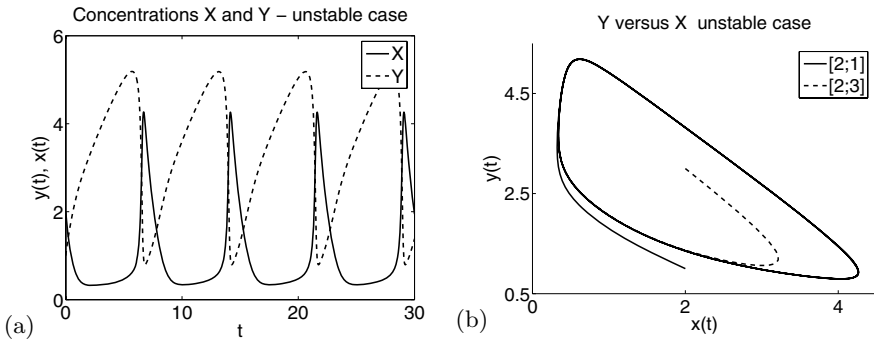 Concentrations X and Y – unstable case
6
4
2
0
0
10
20
30
y(t), x(t)
t
X
Y
(a)
Y versus X unstable case
4.5
2.5
0.5
0
2
4
y(t)
x(t)
[2;1]
[2;3]
(b)